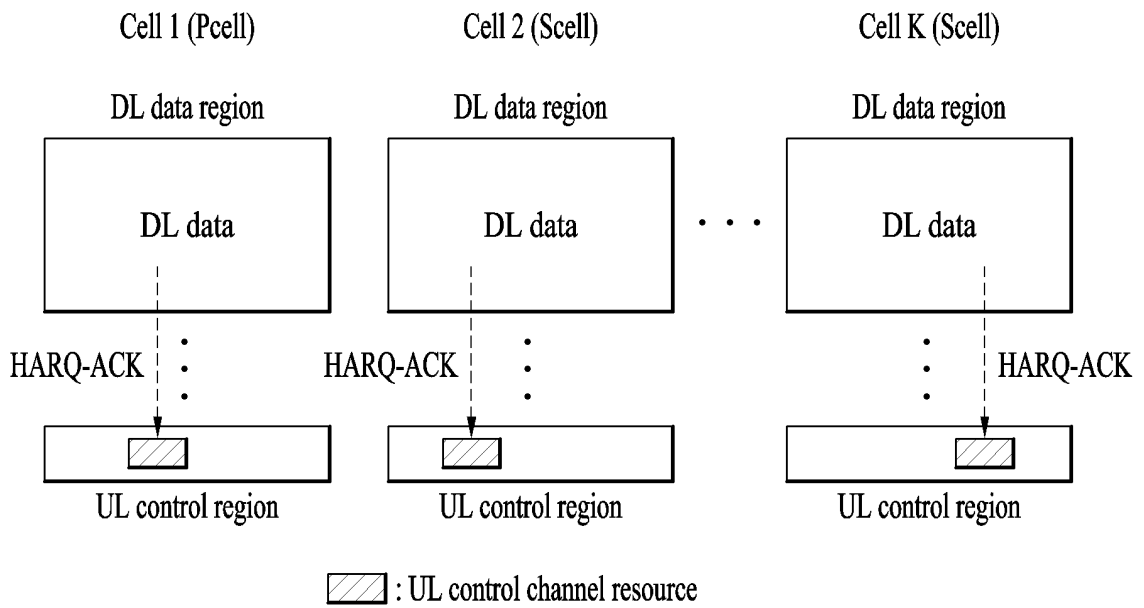 Cell 1 (Pcell)
Cell 2 (Scell)
Cell K (Scell)
DL data region
DL data region
DL data region
DL data
DL data
. . .
DL data
HARQ-ACK
HARQ-ACK
HARQ-ACK
UL control region
UL control region
UL control region
: UL control channel resource